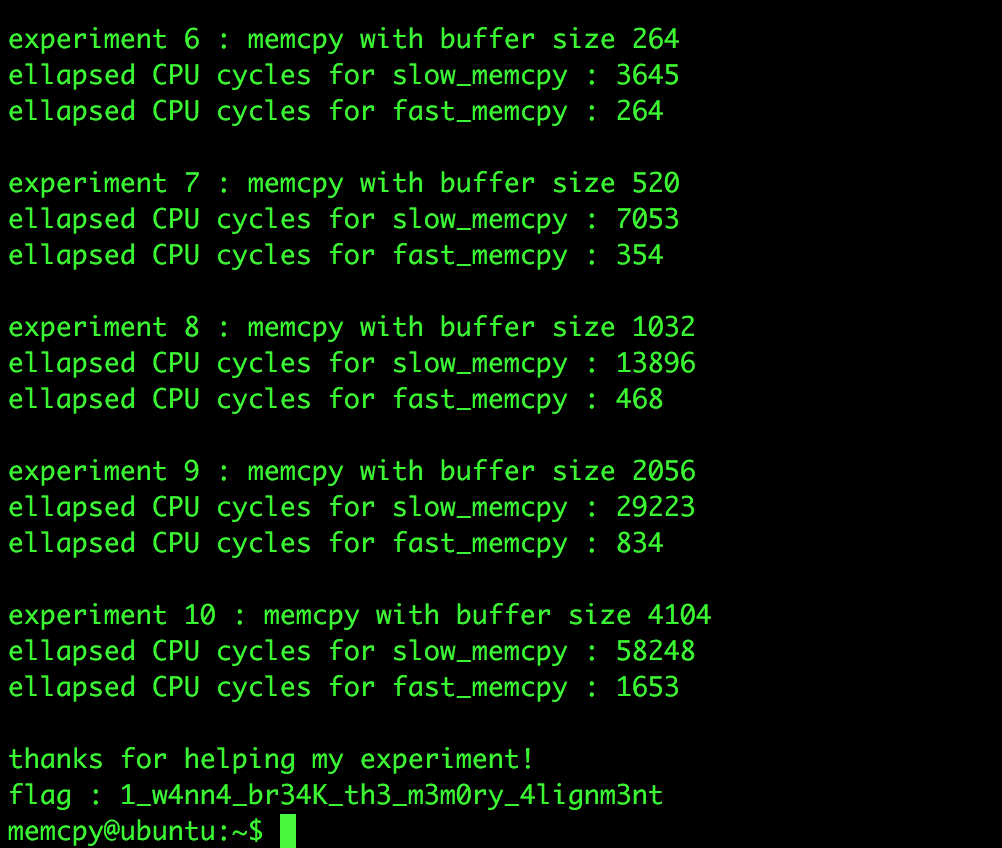 experiment 6 : memcpy with buffer size 264
ellapsed CPU cycles for slow_memcpy : 3645
ellapsed CPU cycles for fast_memcpy : 264
experiment 7 : memcpy with buffer size 520
ellapsed CPU cycles for slow_memcpy : 7053
ellapsed CPU cycles for fast_memcpy : 354
experiment 8 : memcpy with buffer size 1032
ellapsed CPU cycles for slow_memcpy : 13896
ellapsed CPU cycles for fast_memcpy : 468
experiment 9 : memcpy with buffer size 2056
ellapsed CPU cycles for slow_memcpy : 29223
ellapsed CPU cycles for fast_memcpy : 834
experiment 10 : memcpy with buffer size 4104
ellapsed CPU cycles for slow_memcpy : 58248
ellapsed CPU cycles for fast_memcpy : 1653
thanks for helping my experiment!
flag : 1_w4nn4_br34K_th3_m3m0ry_4lignm3nt
memcpy@ubuntu:~$